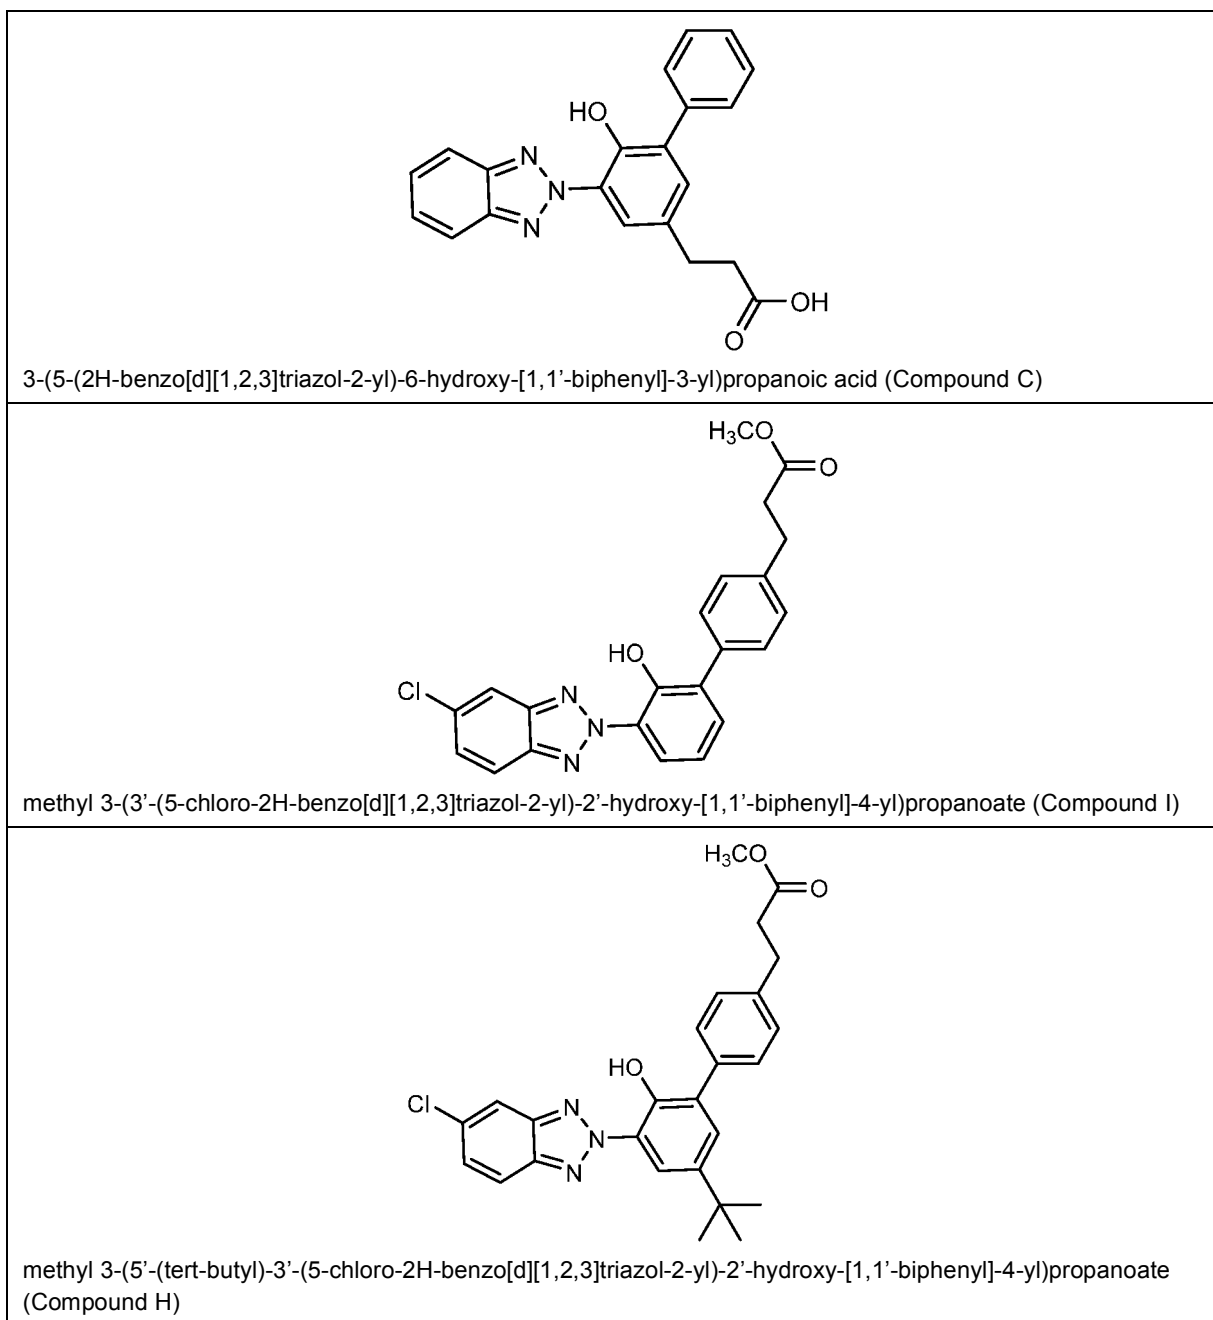 HO
N
N
N
OH
O
3-(5-(2H-benzo[d][1,2,3]triazol-2-yl)-6-hydroxy-[1,1'-biphenyl]-3-yl)propanoic acid (Compound C)
H₃CO
O
HO
Cl
N
N
N
methyl 3-(3'-(5-chloro-2H-benzo[d][1,2,3]triazol-2-yl)-2'-hydroxy-[1,1'-biphenyl]-4-yl)propanoate (Compound I)
H₃CO
O
HO
Cl
N
N
N
methyl 3-(5'-(tert-butyl)-3'-(5-chloro-2H-benzo[d][1,2,3]triazol-2-yl)-2'-hydroxy-[1,1'-biphenyl]-4-yl)propanoate
(Compound H)